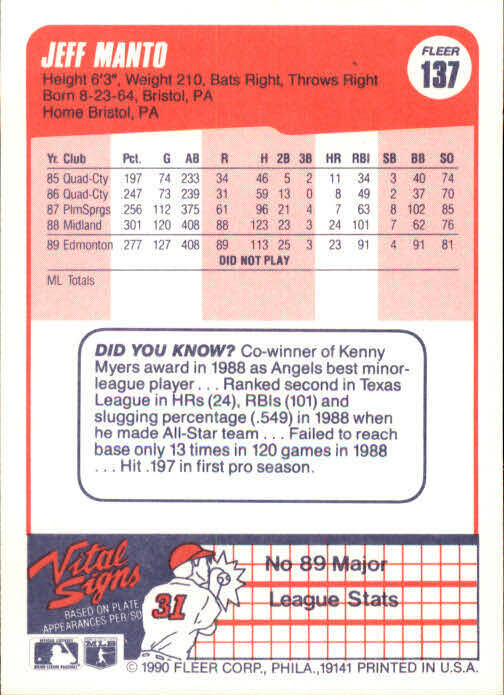 JEFF MANTO
FLEER
137
Height 6'3", Weight 210, Bats Right, Throws Right
Born 8-23-64, Bristol, PA
Home Bristol, PA
Yr. Club Pct. G AB R H 2B 3B HR RBI SB BB SO
85 Quad-Cty .197 74 233 34 46 5 2 11 34 3 40 74
86 Quad-Cty .247 73 239 31 59 13 0 8 49 2 37 70
87 PlmSprgs .256 112 375 61 96 21 4 7 63 8 102 85
88 Midland .301 120 408 88 123 23 3 24 101 7 62 76
89 Edmonton .277 127 408 89 113 25 3 23 91 4 91 81
DID NOT PLAY
ML Totals
DID YOU KNOW? Co-winner of Kenny
Myers award in 1988 as Angels best minor-
league player . . . Ranked second in Texas
League in HRs (24), RBIs (101) and
slugging percentage (.549) in 1988 when
he made All-Star team . . . Failed to reach
base only 13 times in 120 games in 1988
. . . Hit .197 in first pro season.
Vital
Signs
BASED ON PLATE
APPEARANCES PER/SO
31
No 89 Major
League Stats
© 1990 FLEER CORP., PHILA.,19141 PRINTED IN U.S.A.